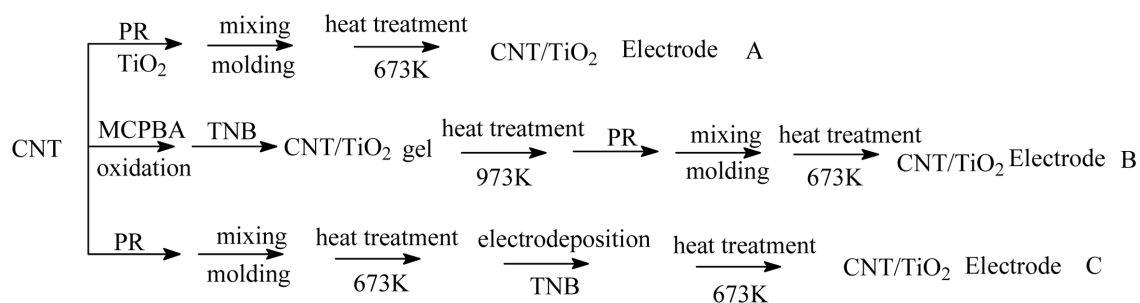 PR mixing heat treatment
TiO₂ molding 673K CNT/TiO₂ Electrode A
CNT MCPBA TNB CNT/TiO₂ gel heat treatment PR mixing heat treatment
oxidation 973K molding 673K CNT/TiO₂ Electrode B
PR mixing heat treatment electrodeposition heat treatment CNT/TiO₂ Electrode C
molding 673K TNB 673K